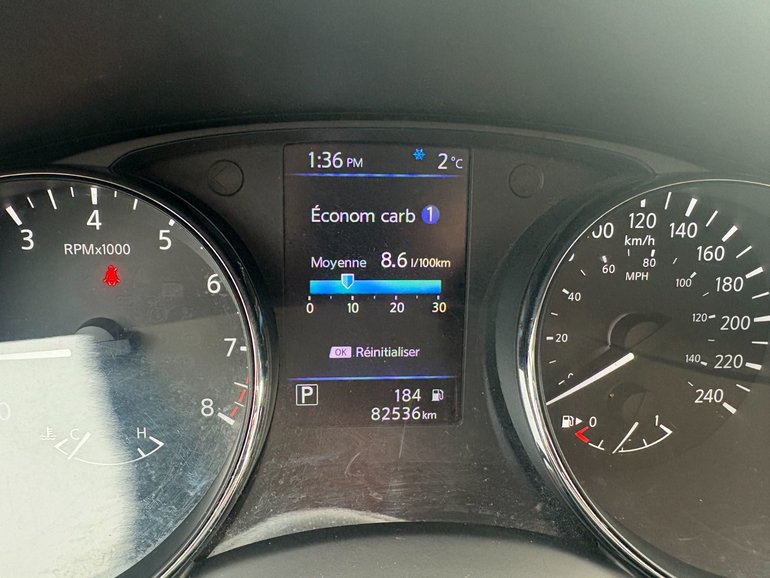 1:36 PM 2 °C
Économ carb 1
Moyenne 8.6 l/100km
0 10 20 30
OK Réinitialiser
P 184
82536 km
3 4 5 6 7 8
RPMx1000
C H
120 140 160 180 200 220 240
km/h
20 40 60 80 100 120 140
MPH
0 1